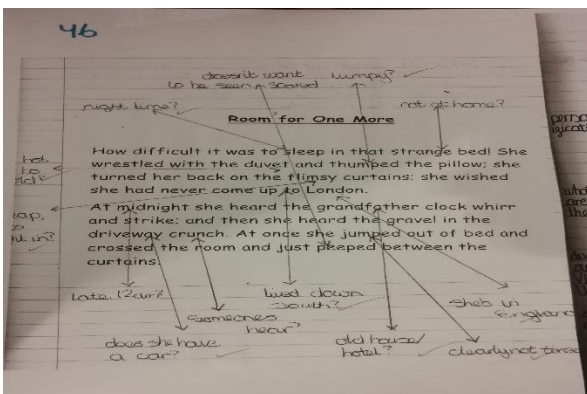 46
doesn't want lumpy?
to be seen / scared
night time? not at home?
Room for One More
How difficult it was to sleep in that strange bed! She
wrestled with the duvet and thumped the pillow; she
turned her back on the flimsy curtains; she wished
she had never come up to London.
At midnight she heard the grandfather clock whirr
and strike; and then she heard the gravel in the
driveway crunch. At once she jumped out of bed and
crossed the room and just peeped between the
curtains.
late 12am? lived down
south? she's in
someones
near? England
does she have old house/
a car? hotel? clearly not tired